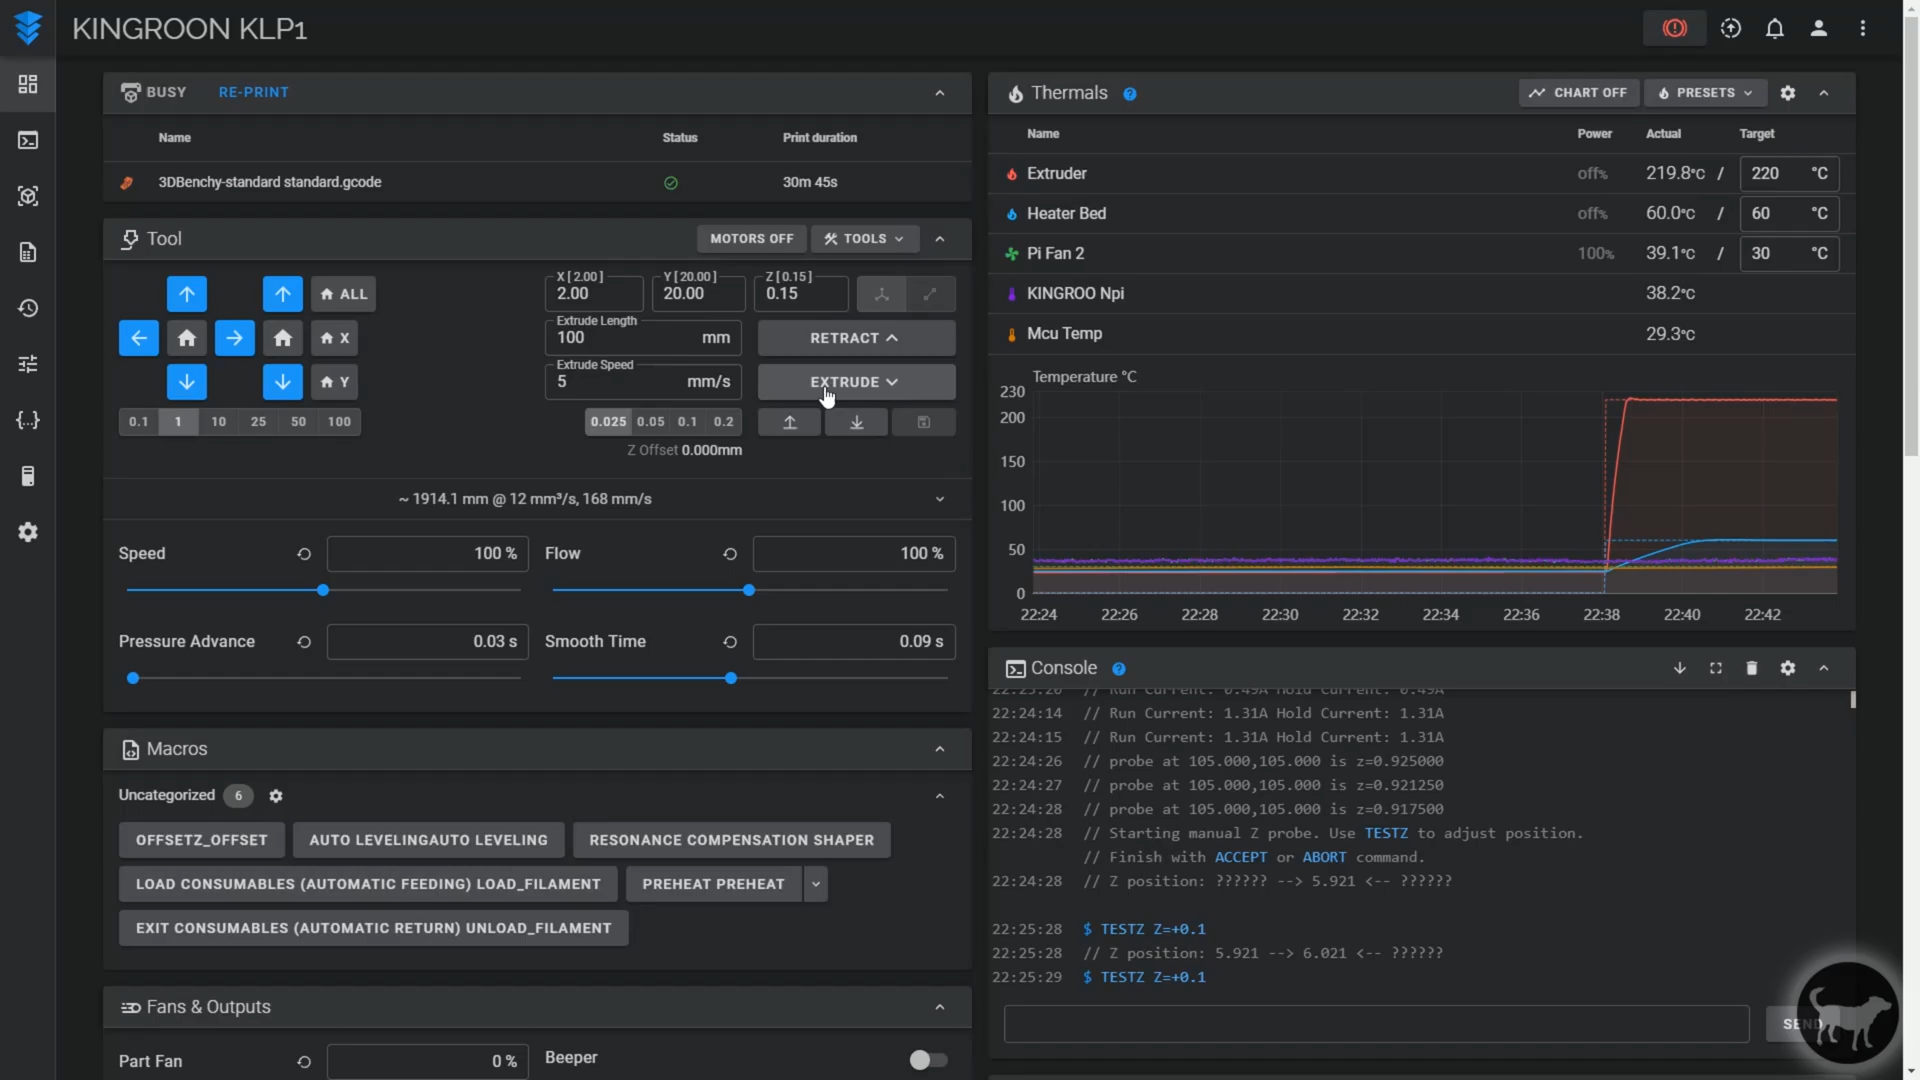 KINGROON KLP1
BUSY RE-PRINT
Name Status Print duration
3DBenchy-standard standard.gcode 30m 45s
Tool MOTORS OFF TOOLS
ALL
X
Y
0.1 1 10 25 50 100
X [ 2.00 ] Y [ 20.00 ] Z [ 0.15 ]
2.00 20.00 0.15
Extrude Length
100 mm RETRACT
Extrude Speed
5 mm/s EXTRUDE
0.025 0.05 0.1 0.2
Z Offset 0.000mm
~ 1914.1 mm @ 12 mm³/s, 168 mm/s
Speed 100 % Flow 100 %
Pressure Advance 0.03 s Smooth Time 0.09 s
Macros
Uncategorized 6
OFFSETZ_OFFSET AUTO LEVELINGAUTO LEVELING RESONANCE COMPENSATION SHAPER
LOAD CONSUMABLES (AUTOMATIC FEEDING) LOAD_FILAMENT PREHEAT PREHEAT
EXIT CONSUMABLES (AUTOMATIC RETURN) UNLOAD_FILAMENT
Fans & Outputs
Part Fan 0 % Beeper
Thermals ? CHART OFF PRESETS
Name Power Actual Target
Extruder off% 219.8°C / 220 °C
Heater Bed off% 60.0°C / 60 °C
Pi Fan 2 100% 39.1°C / 30 °C
KINGROO Npi 38.2°C
Mcu Temp 29.3°C
Temperature °C
230
200
150
100
50
0
22:24 22:26 22:28 22:30 22:32 22:34 22:36 22:38 22:40 22:42
Console ?
22:23:20 // Run Current: 0.49A Hold Current: 0.49A
22:24:14 // Run Current: 1.31A Hold Current: 1.31A
22:24:15 // Run Current: 1.31A Hold Current: 1.31A
22:24:26 // probe at 105.000,105.000 is z=0.925000
22:24:27 // probe at 105.000,105.000 is z=0.921250
22:24:28 // probe at 105.000,105.000 is z=0.917500
22:24:28 // Starting manual Z probe. Use TESTZ to adjust position.
// Finish with ACCEPT or ABORT command.
22:24:28 // Z position: ?????? --> 5.921 <-- ??????
22:25:28 $ TESTZ Z=+0.1
22:25:28 // Z position: 5.921 --> 6.021 <-- ??????
22:25:29 $ TESTZ Z=+0.1
SEND